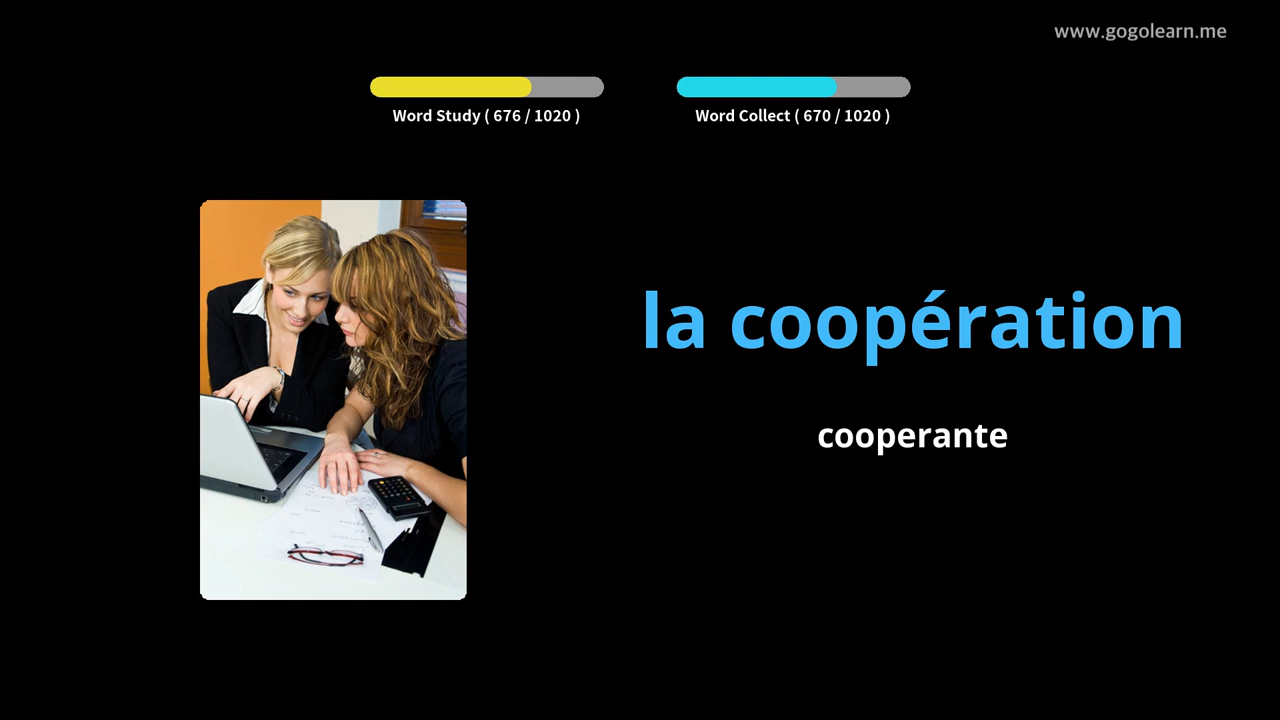 www.gogolearn.me
Word Study ( 676 / 1020 )
Word Collect ( 670 / 1020 )
la coopération
cooperante